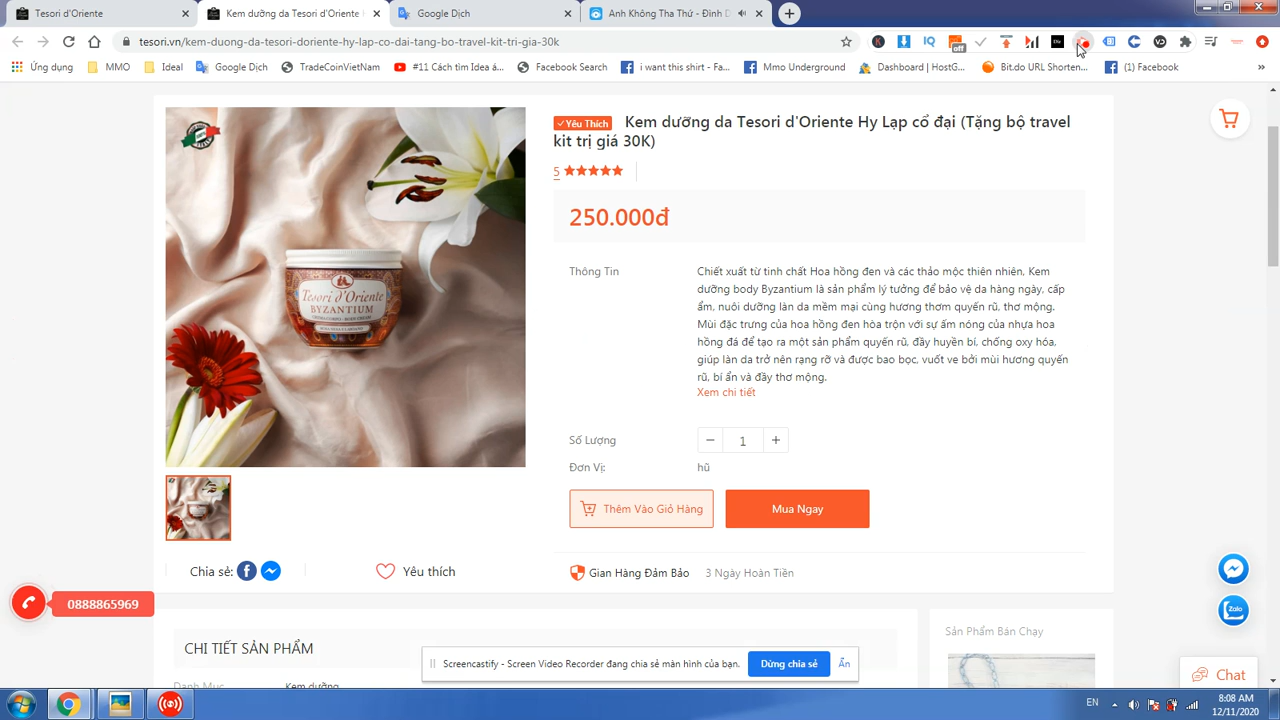 Tesori d'Oriente
Kem dưỡng da Tesori d'Oriente
Google Dịch
Anh Không Tha Thứ - Đình D
tesori.vn/kem-duong-da-tesori-doriente-hy-lap-co-dai-tang-bo-travel-kit-tri-gia-30k
off
Ứng dụng
MMO
Ideal
Google Dịch
TradeCoinVietNam
#11 Cách tìm Idea á...
Facebook Search
i want this shirt - Fa...
Mmo Underground
Dashboard | HostG...
Bit.do URL Shorten...
(1) Facebook
»
Yêu Thích Kem dưỡng da Tesori d'Oriente Hy Lạp cổ đại (Tặng bộ travel
kit trị giá 30K)
5
250.000đ
Thông Tin
Chiết xuất từ tinh chất Hoa hồng đen và các thảo mộc thiên nhiên, Kem
dưỡng body Byzantium là sản phẩm lý tưởng để bảo vệ da hàng ngày, cấp
ẩm, nuôi dưỡng làn da mềm mại cùng hương thơm quyến rũ, thơ mộng.
Mùi đặc trưng của hoa hồng đen hòa trộn với sự ấm nóng của nhựa hoa
hồng đá để tạo ra một sản phẩm quyến rũ, đầy huyền bí, chống oxy hóa,
giúp làn da trở nên rạng rỡ và được bao bọc, vuốt ve bởi mùi hương quyến
rũ, bí ẩn và đầy thơ mộng.
Xem chi tiết
Tesori d'Oriente
BYZANTIUM
Số Lượng
− 1 +
Đơn Vị:
hũ
Thêm Vào Giỏ Hàng
Mua Ngay
Chia sẻ:
Yêu thích
Gian Hàng Đảm Bảo
3 Ngày Hoàn Tiền
0888865969
Zalo
CHI TIẾT SẢN PHẨM
Danh Mục
Kem dưỡng
Sản Phẩm Bán Chạy
Screencastify - Screen Video Recorder đang chia sẻ màn hình của bạn.
Dừng chia sẻ
Ẩn
Chat
EN
8:08 AM
12/11/2020